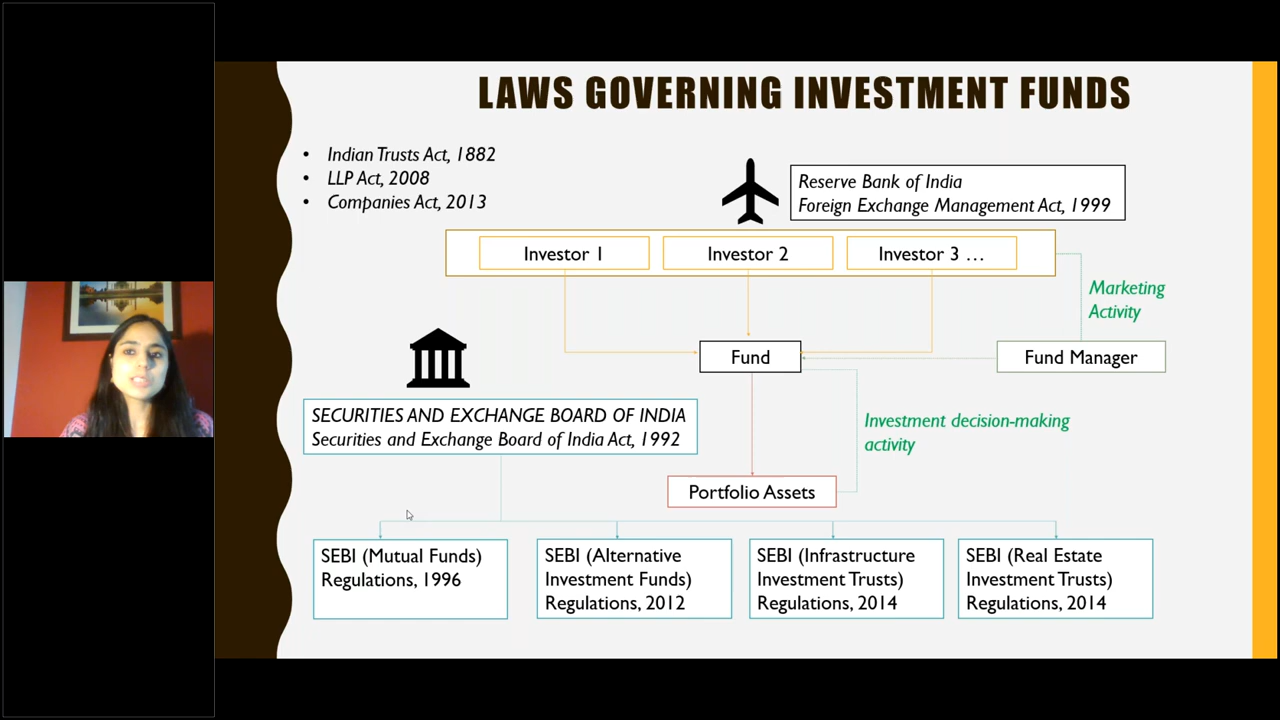 LAWS GOVERNING INVESTMENT FUNDS
• Indian Trusts Act, 1882
• LLP Act, 2008
• Companies Act, 2013
Reserve Bank of India
Foreign Exchange Management Act, 1999
Investor 1
Investor 2
Investor 3 ...
Marketing
Activity
Fund
Fund Manager
SECURITIES AND EXCHANGE BOARD OF INDIA
Securities and Exchange Board of India Act, 1992
Investment decision-making
activity
Portfolio Assets
SEBI (Mutual Funds)
Regulations, 1996
SEBI (Alternative
Investment Funds)
Regulations, 2012
SEBI (Infrastructure
Investment Trusts)
Regulations, 2014
SEBI (Real Estate
Investment Trusts)
Regulations, 2014